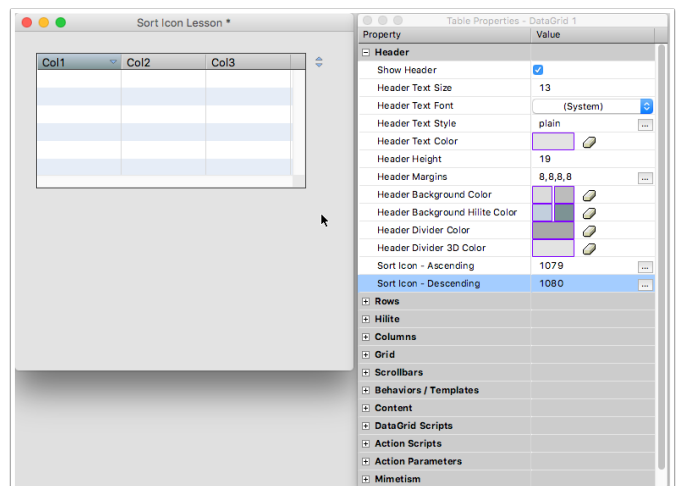 Sort Icon Lesson *
Col1 Col2 Col3
Table Properties - DataGrid 1
Property Value
Header
Show Header
Header Text Size 13
Header Text Font (System)
Header Text Style plain ...
Header Text Color
Header Height 19
Header Margins 8,8,8,8 ...
Header Background Color
Header Background Hilite Color
Header Divider Color
Header Divider 3D Color
Sort Icon - Ascending 1079 ...
Sort Icon - Descending 1080 ...
Rows
Hilite
Columns
Grid
Scrollbars
Behaviors / Templates
Content
DataGrid Scripts
Action Scripts
Action Parameters
Mimetism